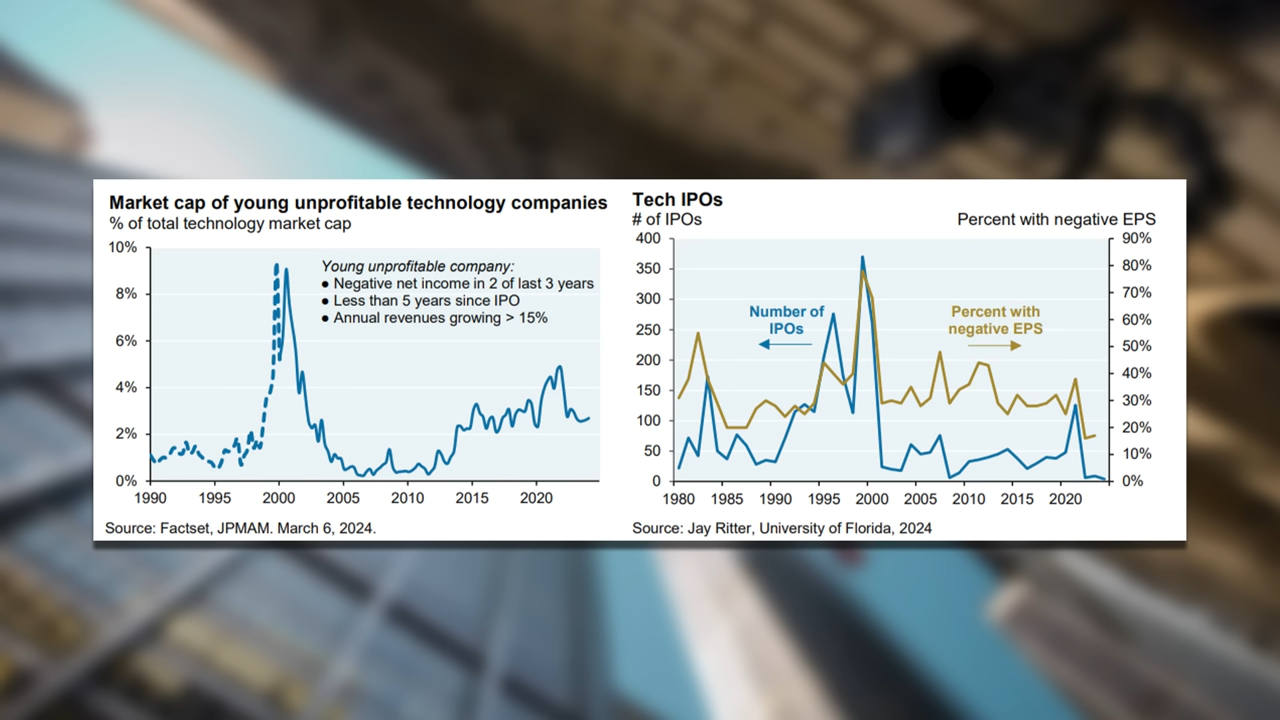 Market cap of young unprofitable technology companies
% of total technology market cap
10%
8%
6%
4%
2%
0%
Young unprofitable company:
● Negative net income in 2 of last 3 years
● Less than 5 years since IPO
● Annual revenues growing > 15%
1990 1995 2000 2005 2010 2015 2020
Source: Factset, JPMAM. March 6, 2024.
Tech IPOs
# of IPOs
Percent with negative EPS
400
350
300
250
200
150
100
50
0
Number of
IPOs
Percent with
negative EPS
90%
80%
70%
60%
50%
40%
30%
20%
10%
0%
1980 1985 1990 1995 2000 2005 2010 2015 2020
Source: Jay Ritter, University of Florida, 2024